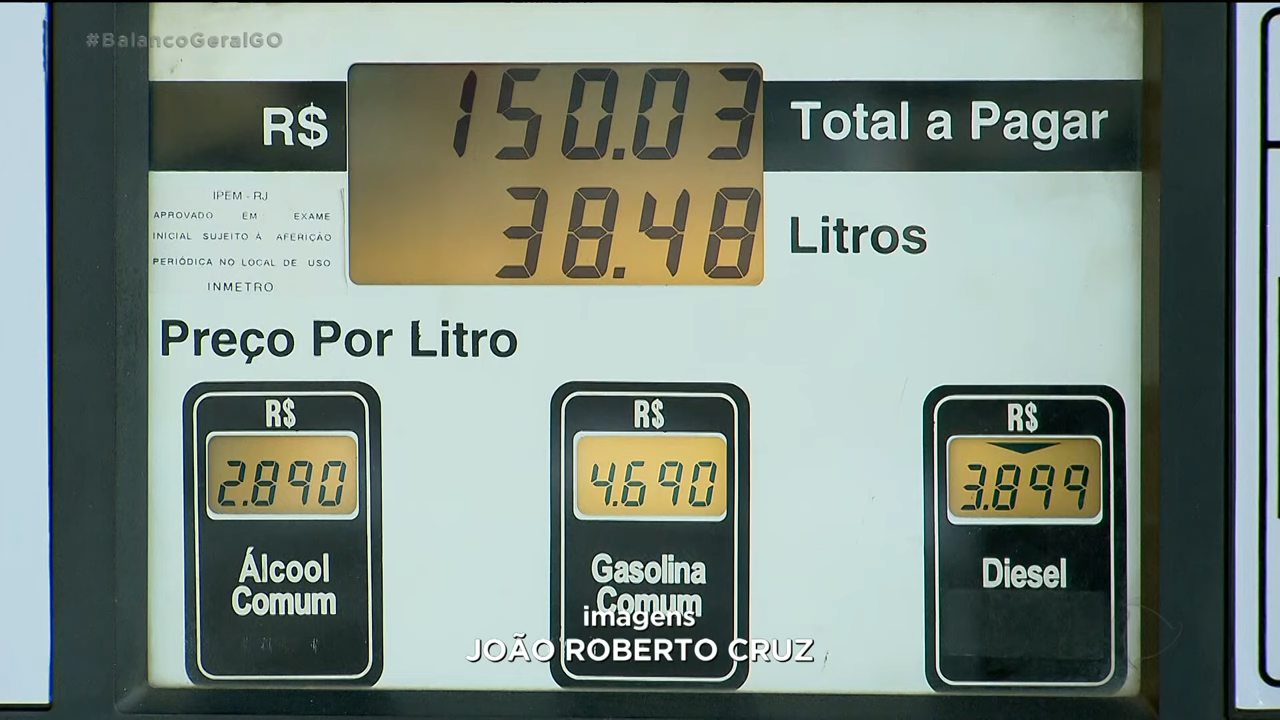 #BalancoGeralGO
R$ 150.03 Total a Pagar
38.48 Litros
IPEM - RJ
APROVADO EM EXAME
INICIAL SUJEITO À AFERIÇÃO
PERIÓDICA NO LOCAL DE USO
INMETRO
Preço Por Litro
R$ R$ R$
2.890 4.690 3.899
Álcool
Comum
Gasolina
Comum
Diesel
imagens
JOÃO ROBERTO CRUZ